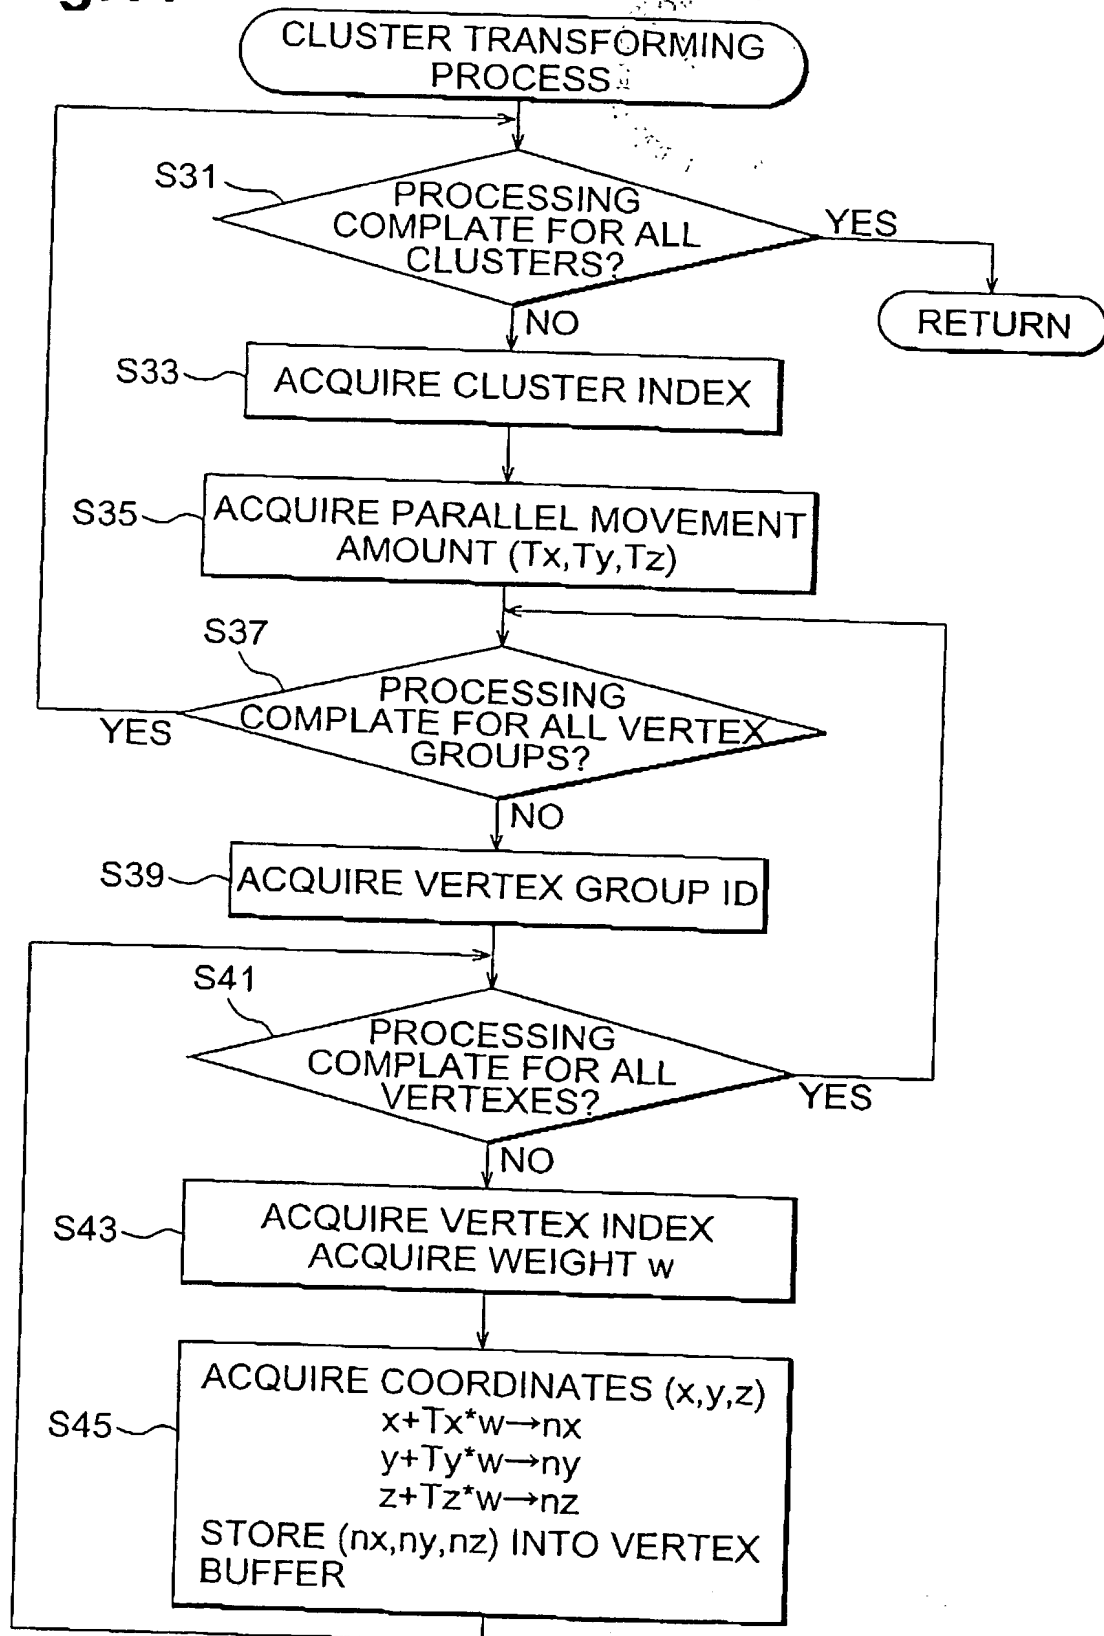 CLUSTER TRANSFORMING
PROCESS
S31
PROCESSING
COMPLATE FOR ALL
CLUSTERS?
YES
RETURN
NO
S33
ACQUIRE CLUSTER INDEX
S35
ACQUIRE PARALLEL MOVEMENT
AMOUNT (Tx,Ty,Tz)
S37
PROCESSING
COMPLATE FOR ALL VERTEX
GROUPS?
YES
NO
S39
ACQUIRE VERTEX GROUP ID
S41
PROCESSING
COMPLATE FOR ALL
VERTEXES?
YES
NO
S43
ACQUIRE VERTEX INDEX
ACQUIRE WEIGHT w
S45
ACQUIRE COORDINATES (x,y,z)
x+Tx*w→nx
y+Ty*w→ny
z+Tz*w→nz
STORE (nx,ny,nz) INTO VERTEX
BUFFER